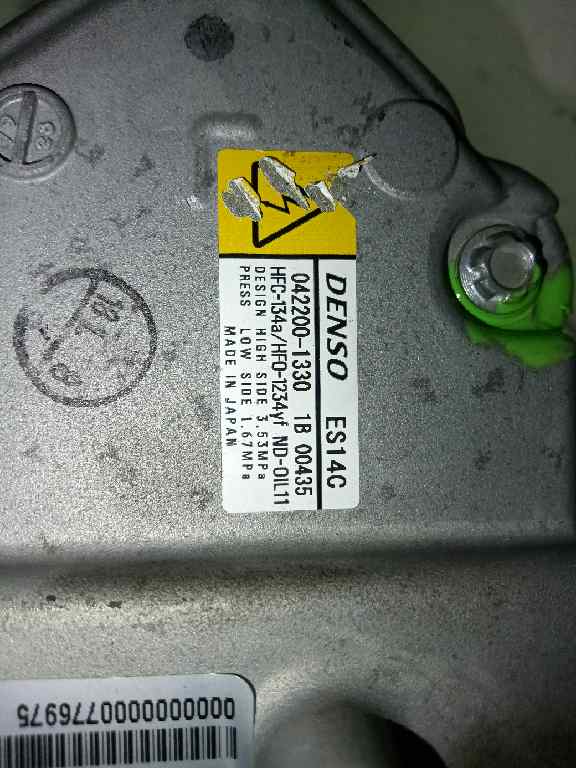 DENSO ES14C
042200-1330 1B 00435
HFC-134a/HFO-1234yf ND-OIL11
DESIGN HIGH SIDE 3.53MPa
PRESS LOW SIDE 1.67MPa
MADE IN JAPAN
0000000000776975